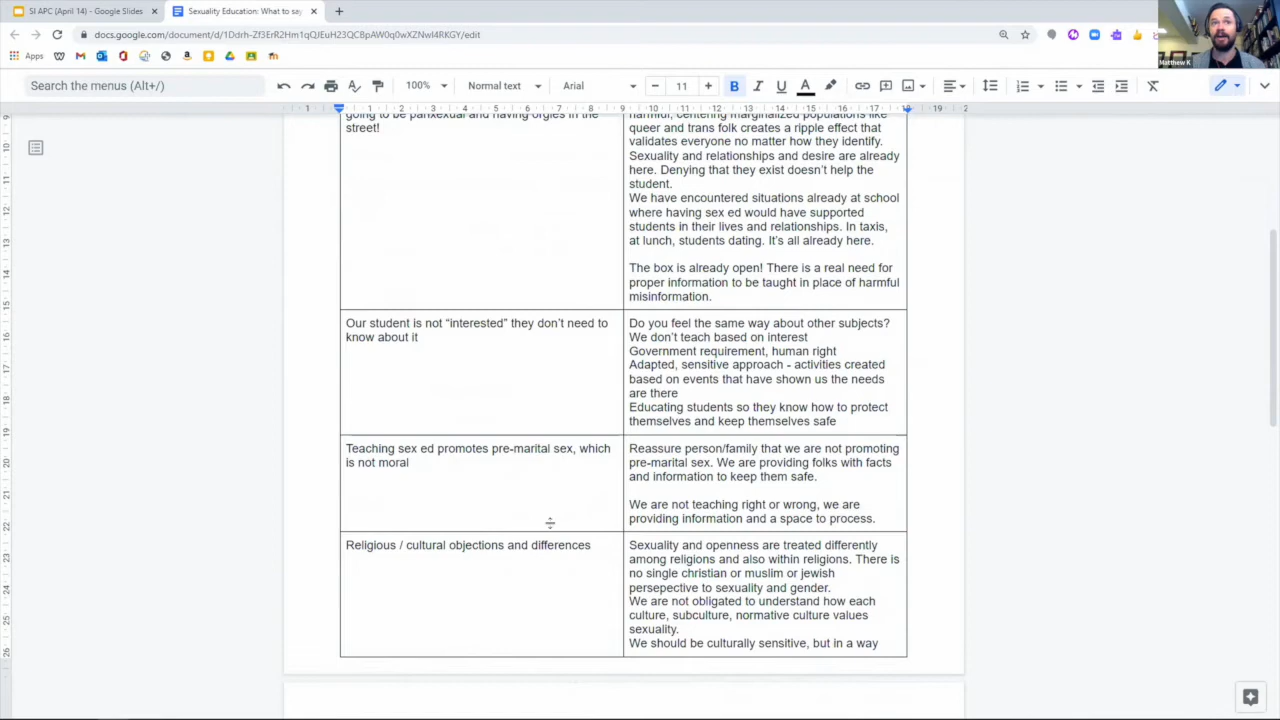 SI APC (April 14) - Google Slides
Sexuality Education: What to say
docs.google.com/document/d/1Ddrh-Zf3ErR2Hm1qQJEuH23QCBpAW0q0wXZNwI4RKGY/edit
Apps
Matthew K
Search the menus (Alt+/)
100%
Normal text
Arial
11
going to be panxexual and having orgies in the
street!
harmful, centering marginalized populations like
queer and trans folk creates a ripple effect that
validates everyone no matter how they identify.
Sexuality and relationships and desire are already
here. Denying that they exist doesn't help the
student.
We have encountered situations already at school
where having sex ed would have supported
students in their lives and relationships. In taxis,
at lunch, students dating. It's all already here.
The box is already open! There is a real need for
proper information to be taught in place of harmful
misinformation.
Our student is not “interested” they don't need to
know about it
Do you feel the same way about other subjects?
We don't teach based on interest
Government requirement, human right
Adapted, sensitive approach - activities created
based on events that have shown us the needs
are there
Educating students so they know how to protect
themselves and keep themselves safe
Teaching sex ed promotes pre-marital sex, which
is not moral
Reassure person/family that we are not promoting
pre-marital sex. We are providing folks with facts
and information to keep them safe.
We are not teaching right or wrong, we are
providing information and a space to process.
Religious / cultural objections and differences
Sexuality and openness are treated differently
among religions and also within religions. There is
no single christian or muslim or jewish
persepective to sexuality and gender.
We are not obligated to understand how each
culture, subculture, normative culture values
sexuality.
We should be culturally sensitive, but in a way